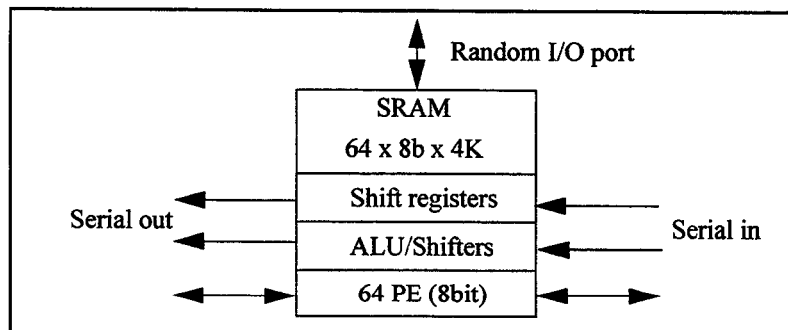 Random I/O port
SRAM
64 x 8b x 4K
Shift registers
Serial out
Serial in
ALU/Shifters
64 PE (8bit)